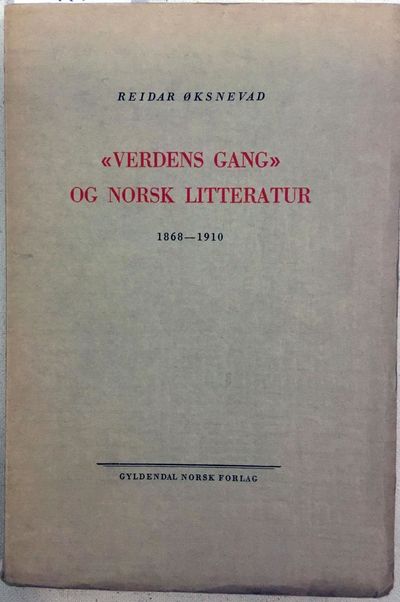 REIDAR ØKSNEVAD
«VERDENS GANG»
OG NORSK LITTERATUR
1868—1910
GYLDENDAL NORSK FORLAG